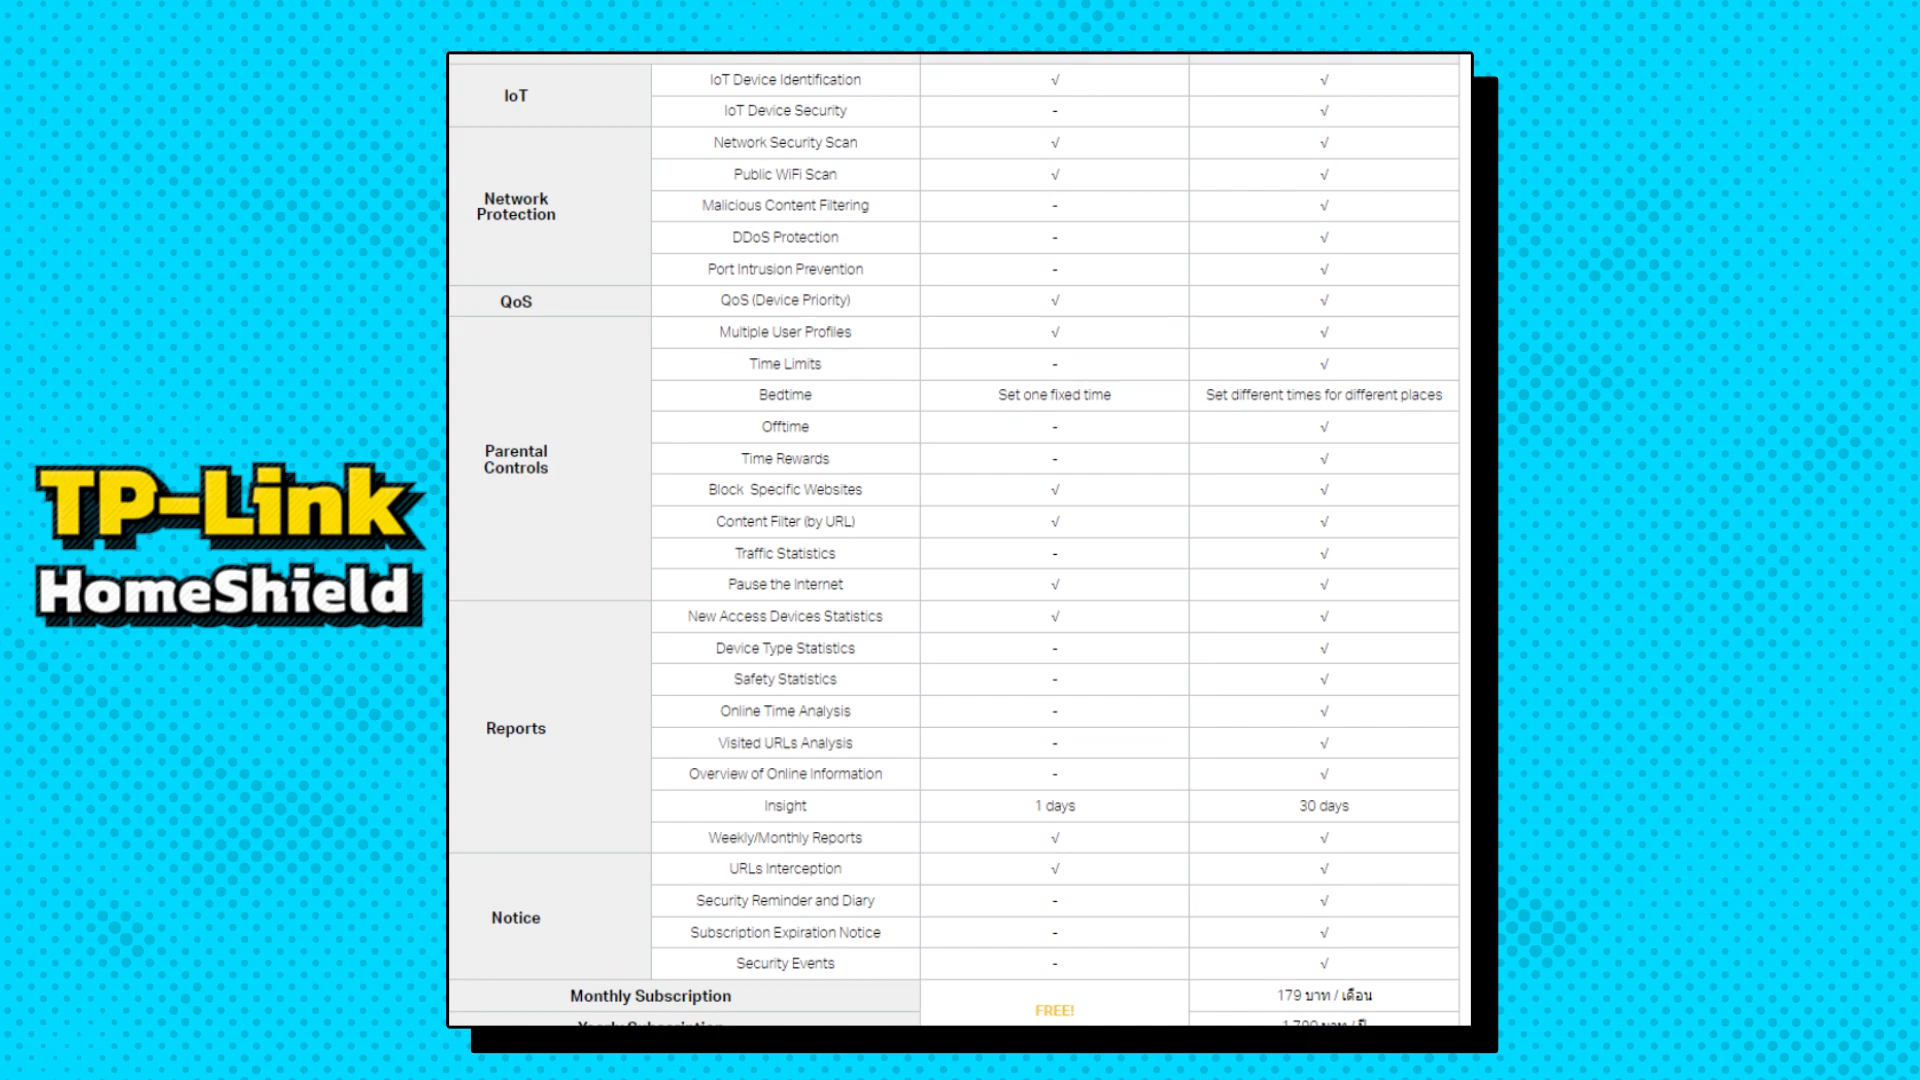 TP-Link
HomeShield
IoT
IoT Device Identification √ √
IoT Device Security - √
Network
Protection
Network Security Scan √ √
Public WiFi Scan √ √
Malicious Content Filtering - √
DDoS Protection - √
Port Intrusion Prevention - √
QoS
QoS (Device Priority) √ √
Parental
Controls
Multiple User Profiles √ √
Time Limits - √
Bedtime Set one fixed time Set different times for different places
Offtime - √
Time Rewards - √
Block Specific Websites √ √
Content Filter (by URL) √ √
Traffic Statistics - √
Pause the Internet √ √
Reports
New Access Devices Statistics √ √
Device Type Statistics - √
Safety Statistics - √
Online Time Analysis - √
Visited URLs Analysis - √
Overview of Online Information - √
Insight 1 days 30 days
Weekly/Monthly Reports √ √
Notice
URLs Interception √ √
Security Reminder and Diary - √
Subscription Expiration Notice - √
Security Events - √
Monthly Subscription FREE! 179 บาท / เดือน
Yearly Subscription